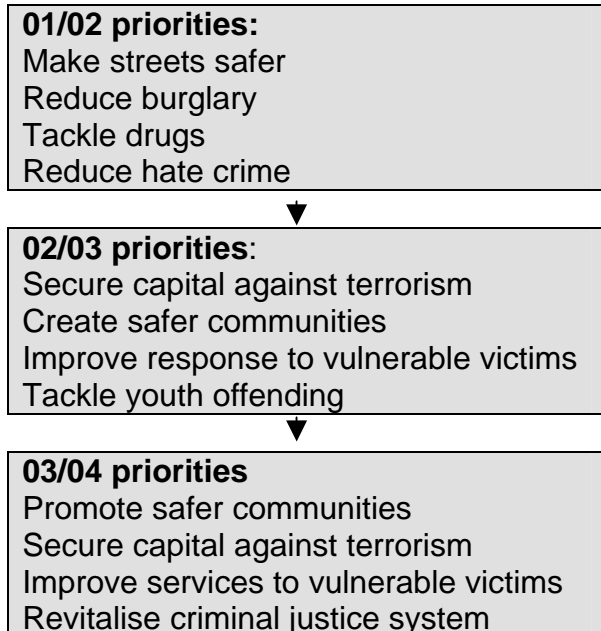 01/02 priorities:
Make streets safer
Reduce burglary
Tackle drugs
Reduce hate crime
02/03 priorities:
Secure capital against terrorism
Create safer communities
Improve response to vulnerable victims
Tackle youth offending
03/04 priorities
Promote safer communities
Secure capital against terrorism
Improve services to vulnerable victims
Revitalise criminal justice system